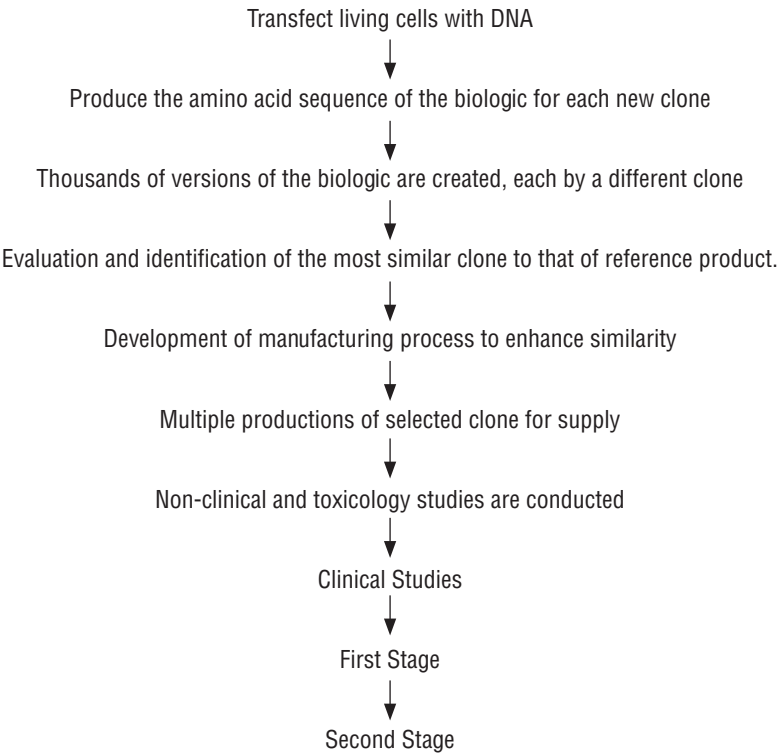 Transfect living cells with DNA
Produce the amino acid sequence of the biologic for each new clone
Thousands of versions of the biologic are created, each by a different clone
Evaluation and identification of the most similar clone to that of reference product.
Development of manufacturing process to enhance similarity
Multiple productions of selected clone for supply
Non-clinical and toxicology studies are conducted
Clinical Studies
First Stage
Second Stage